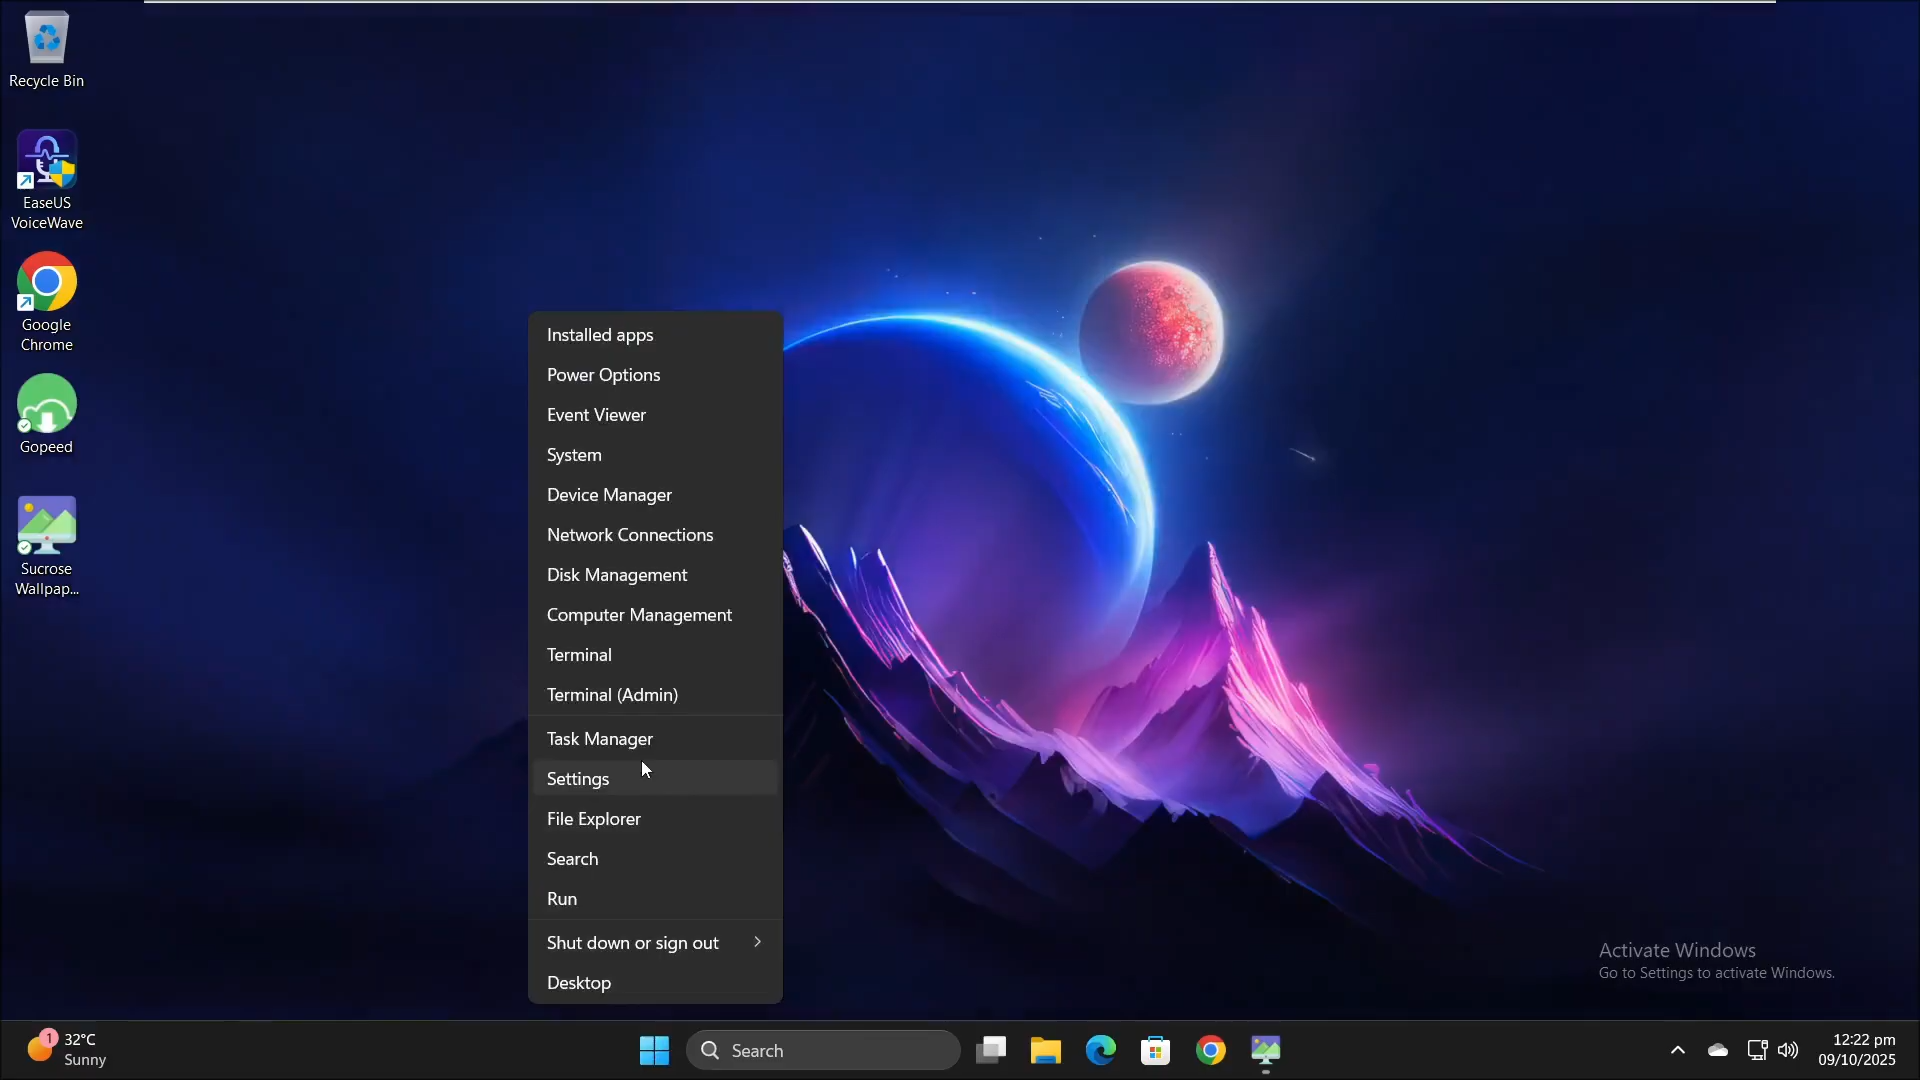 Recycle Bin
EaseUS
VoiceWave
Google
Chrome
Gopeed
Sucrose
Wallpap...
Installed apps
Power Options
Event Viewer
System
Device Manager
Network Connections
Disk Management
Computer Management
Terminal
Terminal (Admin)
Task Manager
Settings
File Explorer
Search
Run
Shut down or sign out
Desktop
Activate Windows
Go to Settings to activate Windows.
1
32°C
Sunny
Search
12:22 pm
09/10/2025